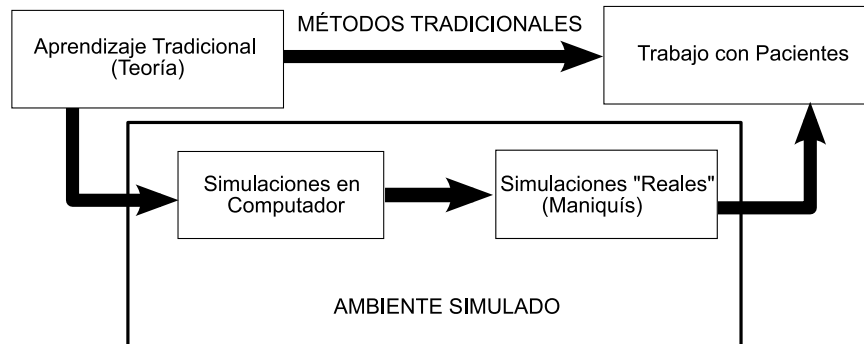 MÉTODOS TRADICIONALES
Aprendizaje Tradicional
(Teoría)
Trabajo con Pacientes
Simulaciones en
Computador
Simulaciones "Reales"
(Maniquís)
AMBIENTE SIMULADO